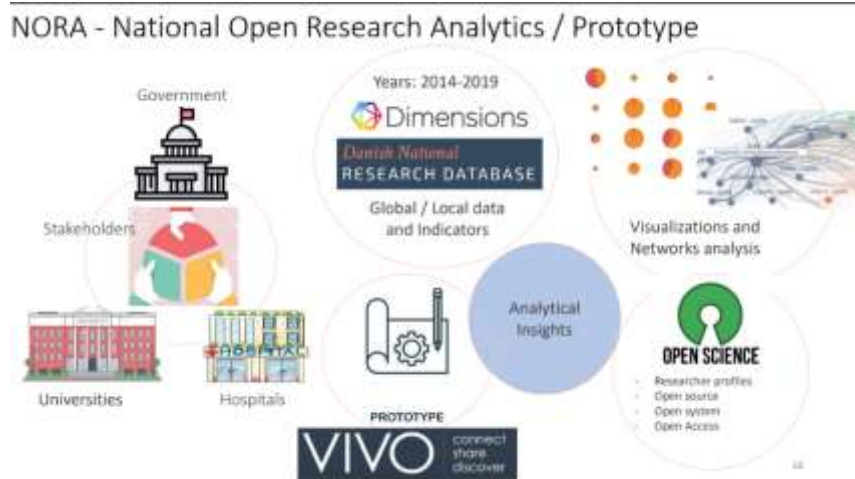 NORA - National Open Research Analytics / Prototype
Government
Stakeholders
HOSPITAL
Universities
Hospitals
Years: 2014-2019
Dimensions
Danish National
RESEARCH DATABASE
Global / Local data
and Indicators
Analytical
Insights
PROTOTYPE
VIVO
connect
share
discover
Visualizations and
Networks analysis
OPEN SCIENCE
- Researcher profiles
- Open source
- Open system
- Open Access